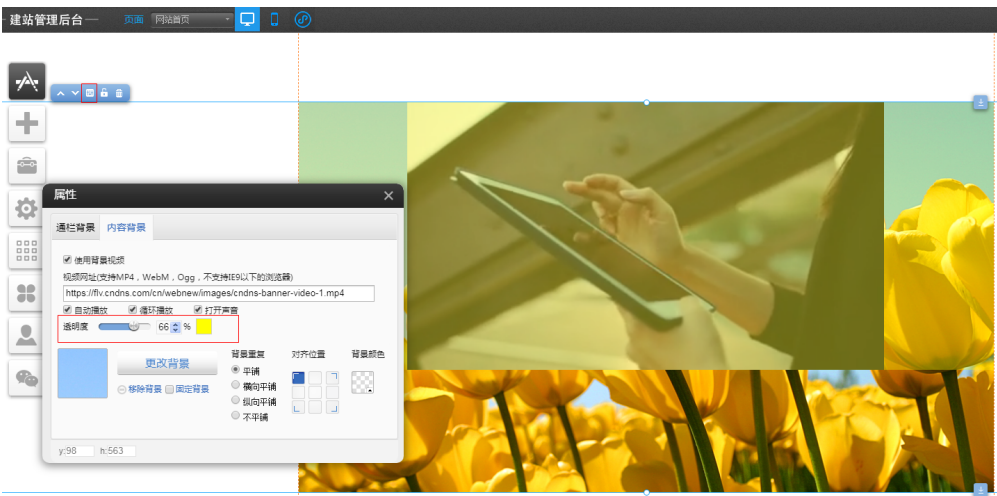 建站管理后台 页面 网站首页
属性
通栏背景 内容背景
使用背景视频
视频网址(支持MP4，WebM，Ogg，不支持IE9以下的浏览器)
https://flv.cndns.com/cn/webnew/images/cndns-banner-video-1.mp4
自动播放 循环播放 打开声音
透明度 66 %
更改背景
移除背景 固定背景
背景重复 对齐位置 背景颜色
平铺
横向平铺
纵向平铺
不平铺
y:98 h:563